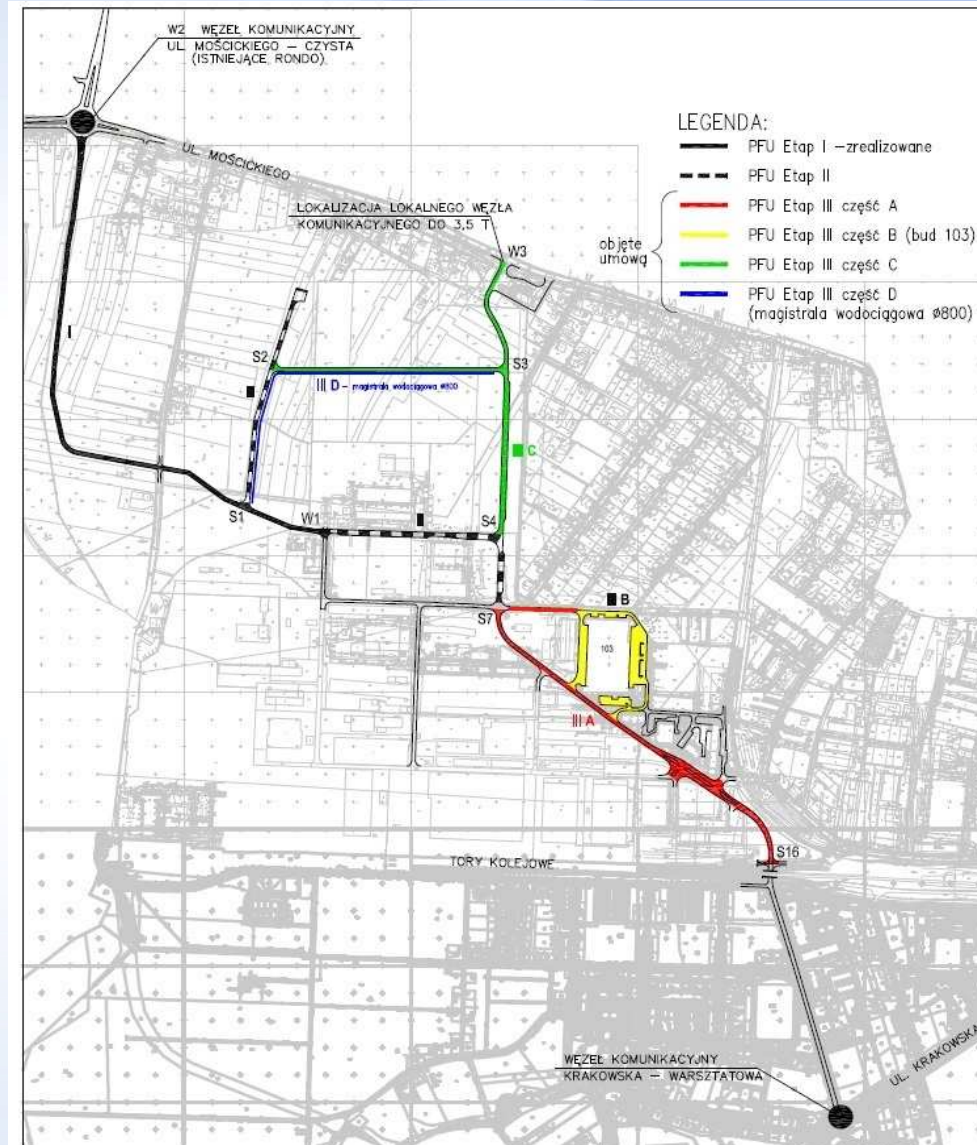 W2 WĘZEŁ KOMUNIKACYJNY
UL. MOŚCICKIEGO – CZYSTA
(ISTNIEJĄCE RONDO)
UL. MOŚCICKIEGO
LEGENDA:
PFU Etap I –zrealizowane
PFU Etap II
objęte
umową
PFU Etap III część A
PFU Etap III część B (bud 103)
PFU Etap III część C
PFU Etap III część D
(magistrala wodociągowa Ø800)
LOKALIZACJA LOKALNEGO WĘZŁA
KOMUNIKACYJNEGO DO 3,5 T
W3
I
S2
S3
III D – magistrala wodociągowa Ø800
C
S1
W1
S4
B
S7
103
III A
S16
TORY KOLEJOWE
WĘZEŁ KOMUNIKACYJNY
KRAKOWSKA – WARSZTATOWA
UL. KRAKOWSKA